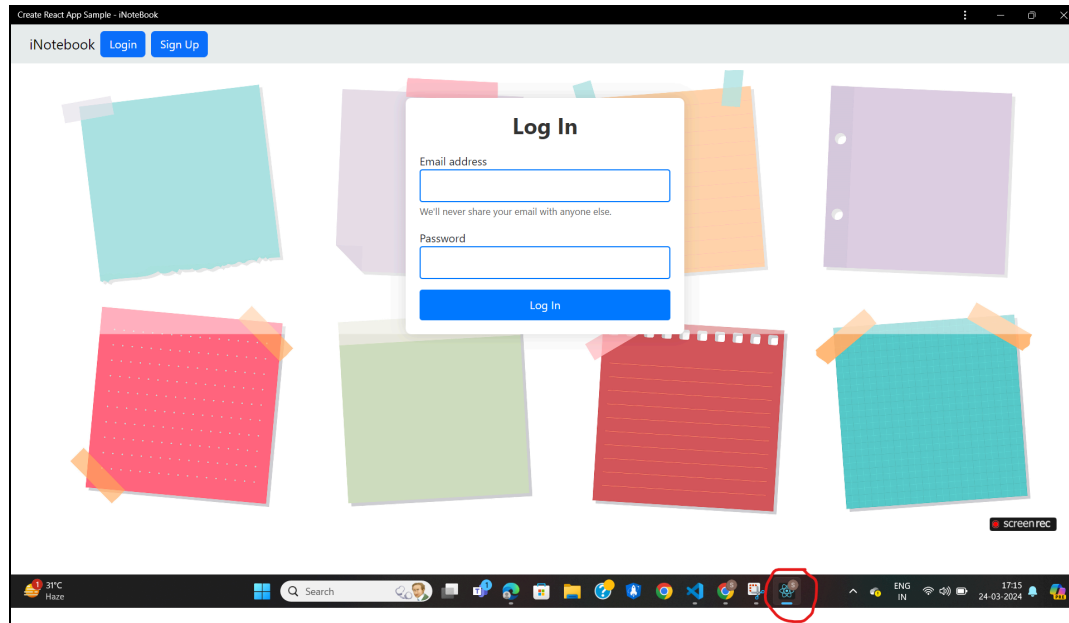 Create React App Sample - iNoteBook
iNotebook Login Sign Up
Log In
Email address
We'll never share your email with anyone else.
Password
Log In
screenrec
1 31°C
Haze
Search
ENG
IN
17:15
24-03-2024